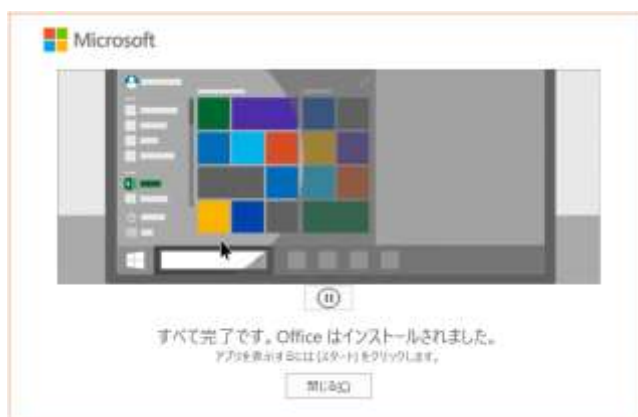 Microsoft
すべて完了です。Office はインストールされました。
アプリを表示するには [スタート] をクリックします。
閉じる(C)